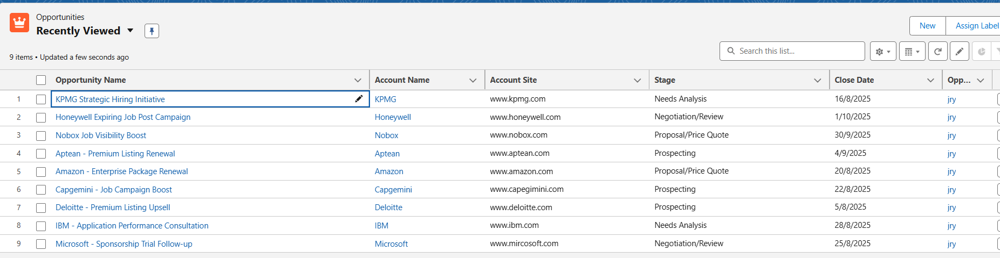 Opportunities
Recently Viewed
New
Assign Label
9 items • Updated a few seconds ago
Search this list...
Opportunity Name Account Name Account Site Stage Close Date Opp...
1 KPMG Strategic Hiring Initiative KPMG www.kpmg.com Needs Analysis 16/8/2025 jry
2 Honeywell Expiring Job Post Campaign Honeywell www.honeywell.com Negotiation/Review 1/10/2025 jry
3 Nobox Job Visibility Boost Nobox www.nobox.com Proposal/Price Quote 30/9/2025 jry
4 Aptean - Premium Listing Renewal Aptean www.aptean.com Prospecting 4/9/2025 jry
5 Amazon - Enterprise Package Renewal Amazon www.amazon.com Proposal/Price Quote 20/8/2025 jry
6 Capgemini - Job Campaign Boost Capgemini www.capegimini.com Prospecting 22/8/2025 jry
7 Deloitte - Premium Listing Upsell Deloitte www.deloitte.com Prospecting 5/8/2025 jry
8 IBM - Application Performance Consultation IBM www.ibm.com Needs Analysis 28/8/2025 jry
9 Microsoft - Sponsorship Trial Follow-up Microsoft www.mircosoft.com Negotiation/Review 25/8/2025 jry